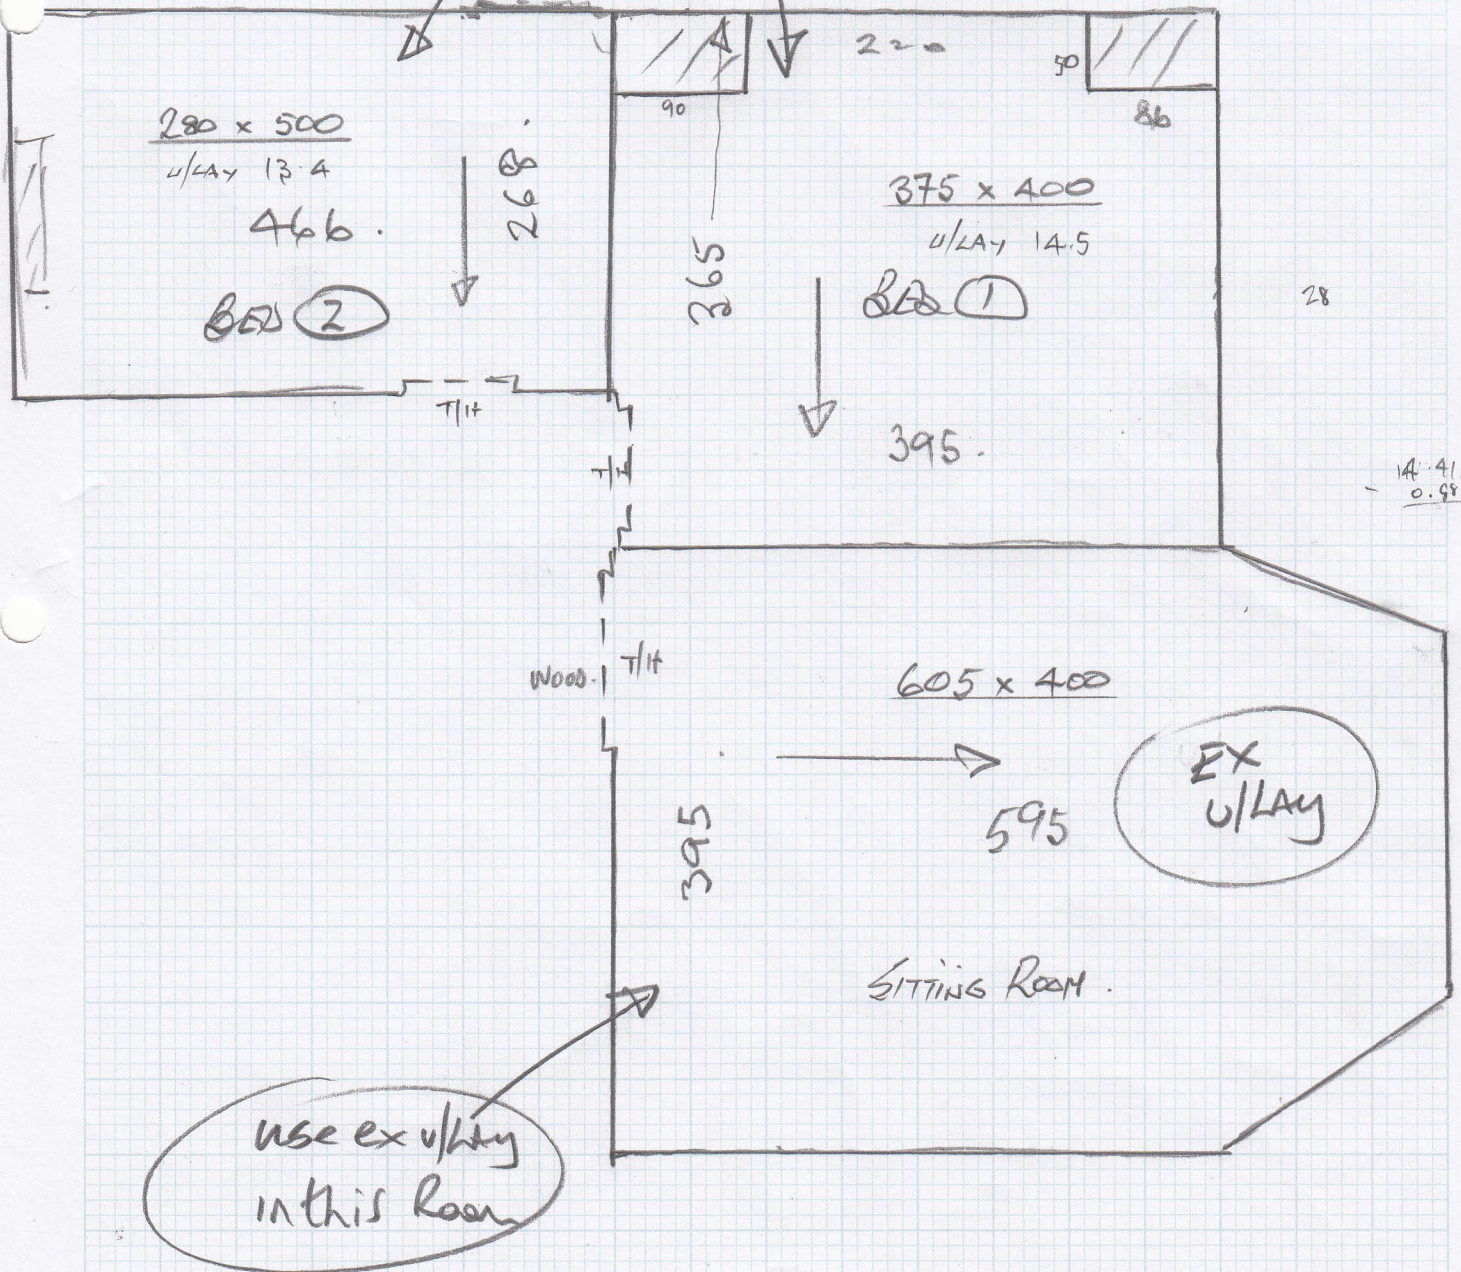 220
50
90
86
280 x 500
U/LAY 13.4
466.
268.
BED 2
T/H
375 x 400
U/LAY 14.5
365
BED 1
395.
28
14.41
- 0.98
WOOD.
T/H
605 x 400
EX
U/LAY
595
395
SITTING ROOM.
use ex u/LAy
in this Room